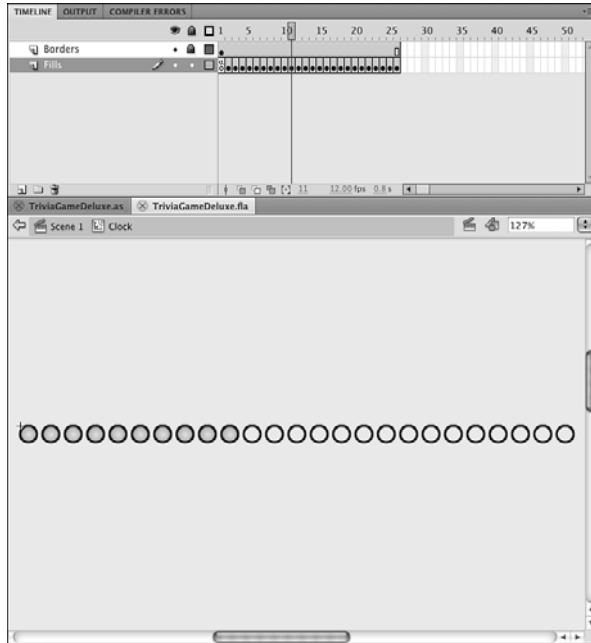 TIMELINE OUTPUT COMPILER ERRORS
1 5 10 15 20 25 30 35 40 45 50
Borders
Fills
11 12.00 fps 0.8 s
TriviaGameDeluxe.as TriviaGameDeluxe.fla
Scene 1 Clock 127%